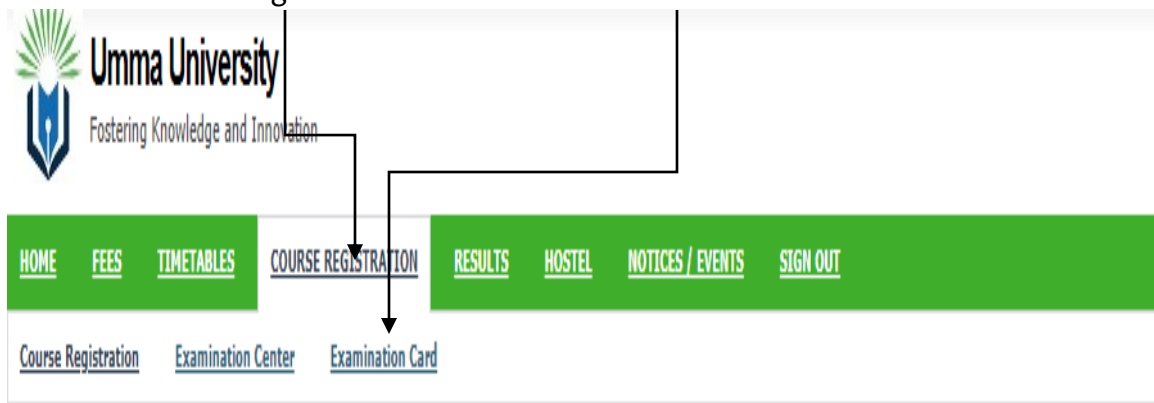 Umma University
Fostering Knowledge and Innovation
HOME FEES TIMETABLES COURSE REGISTRATION RESULTS HOSTEL NOTICES / EVENTS SIGN OUT
Course Registration Examination Center Examination Card